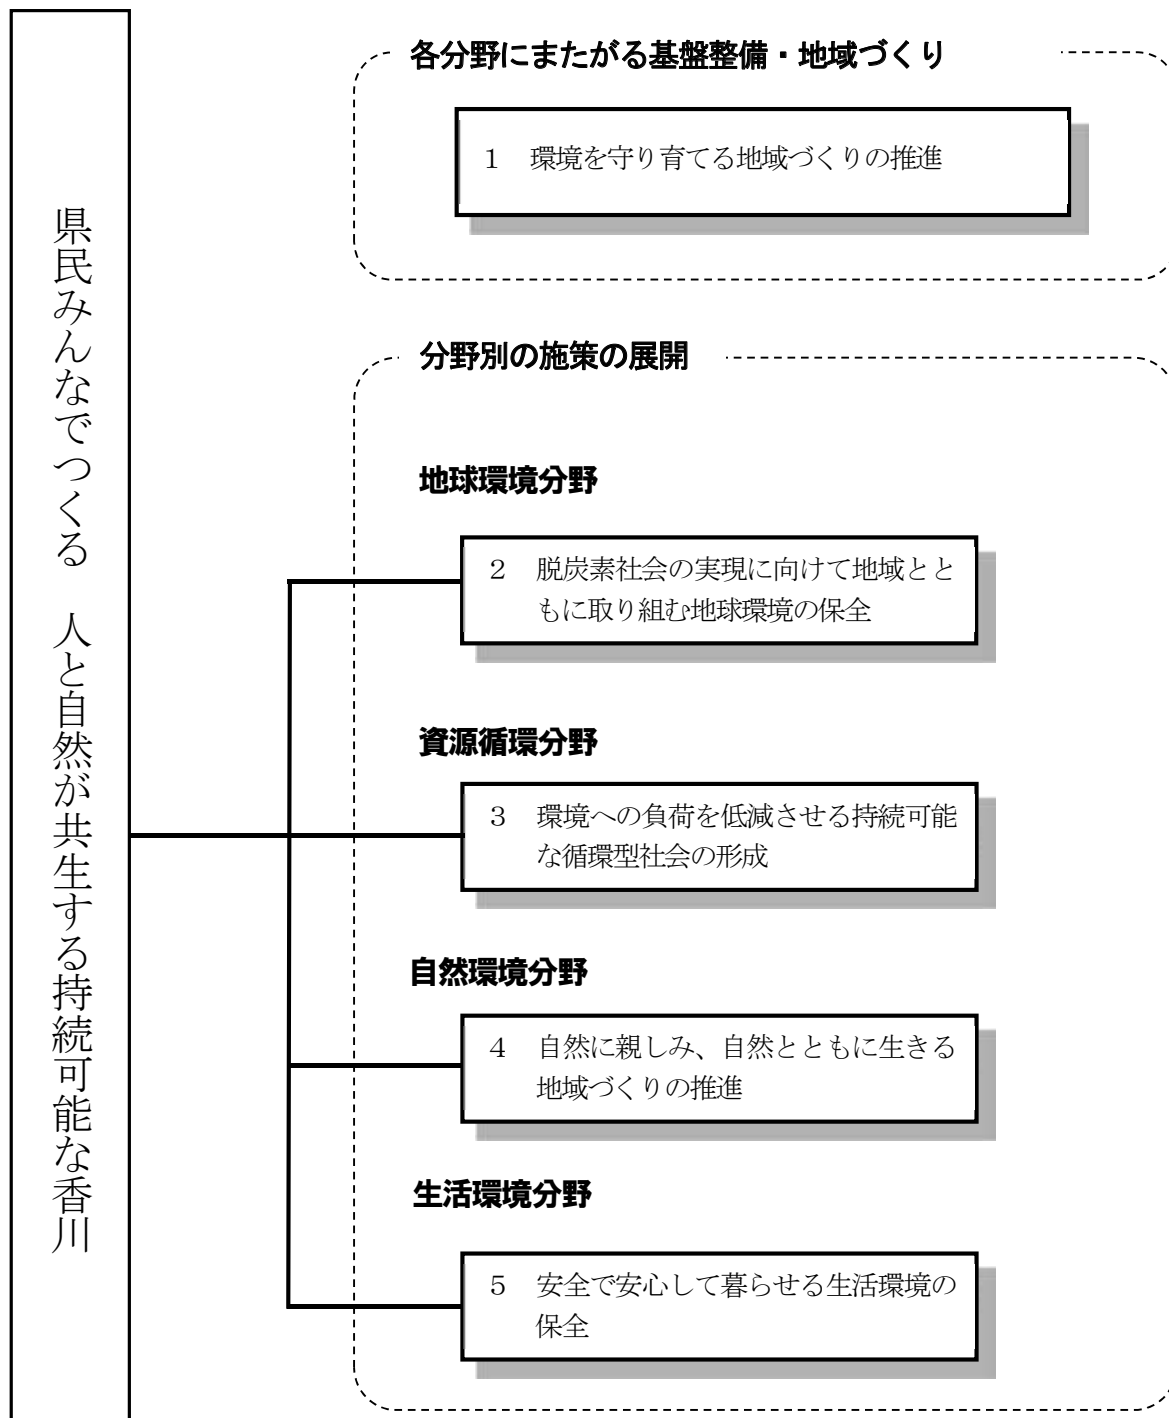 県民みんなでつくる　人と自然が共生する持続可能な香川
各分野にまたがる基盤整備・地域づくり
１　環境を守り育てる地域づくりの推進
分野別の施策の展開
地球環境分野
２　脱炭素社会の実現に向けて地域とと
もに取り組む地球環境の保全
資源循環分野
３　環境への負荷を低減させる持続可能
な循環型社会の形成
自然環境分野
４　自然に親しみ、自然とともに生きる
地域づくりの推進
生活環境分野
５　安全で安心して暮らせる生活環境の
保全